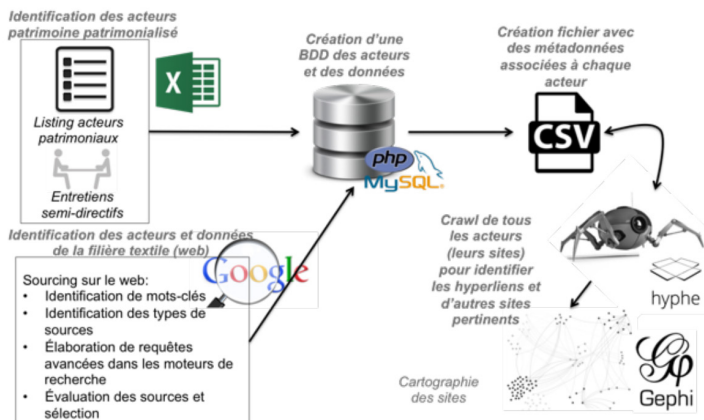 Identification des acteurs
patrimoine patrimonialisé
X
Listing acteurs
patrimoniaux
Entretiens
semi-directifs
Création d'une
BDD des acteurs
et des données
php
MySQL
Création fichier avec
des métadonnées
associées à chaque
acteur
CSV
Identification des acteurs et données
de la filière textile (web)
Google
Sourcing sur le web:
• Identification de mots-clés
• Identification des types de
sources
• Élaboration de requêtes
avancées dans les moteurs de
recherche
• Évaluation des sources et
sélection
Crawl de tous
les acteurs
(leurs sites)
pour identifier
les hyperliens et
d'autres sites
pertinents
hyphe
Cartographie
des sites
Gephi